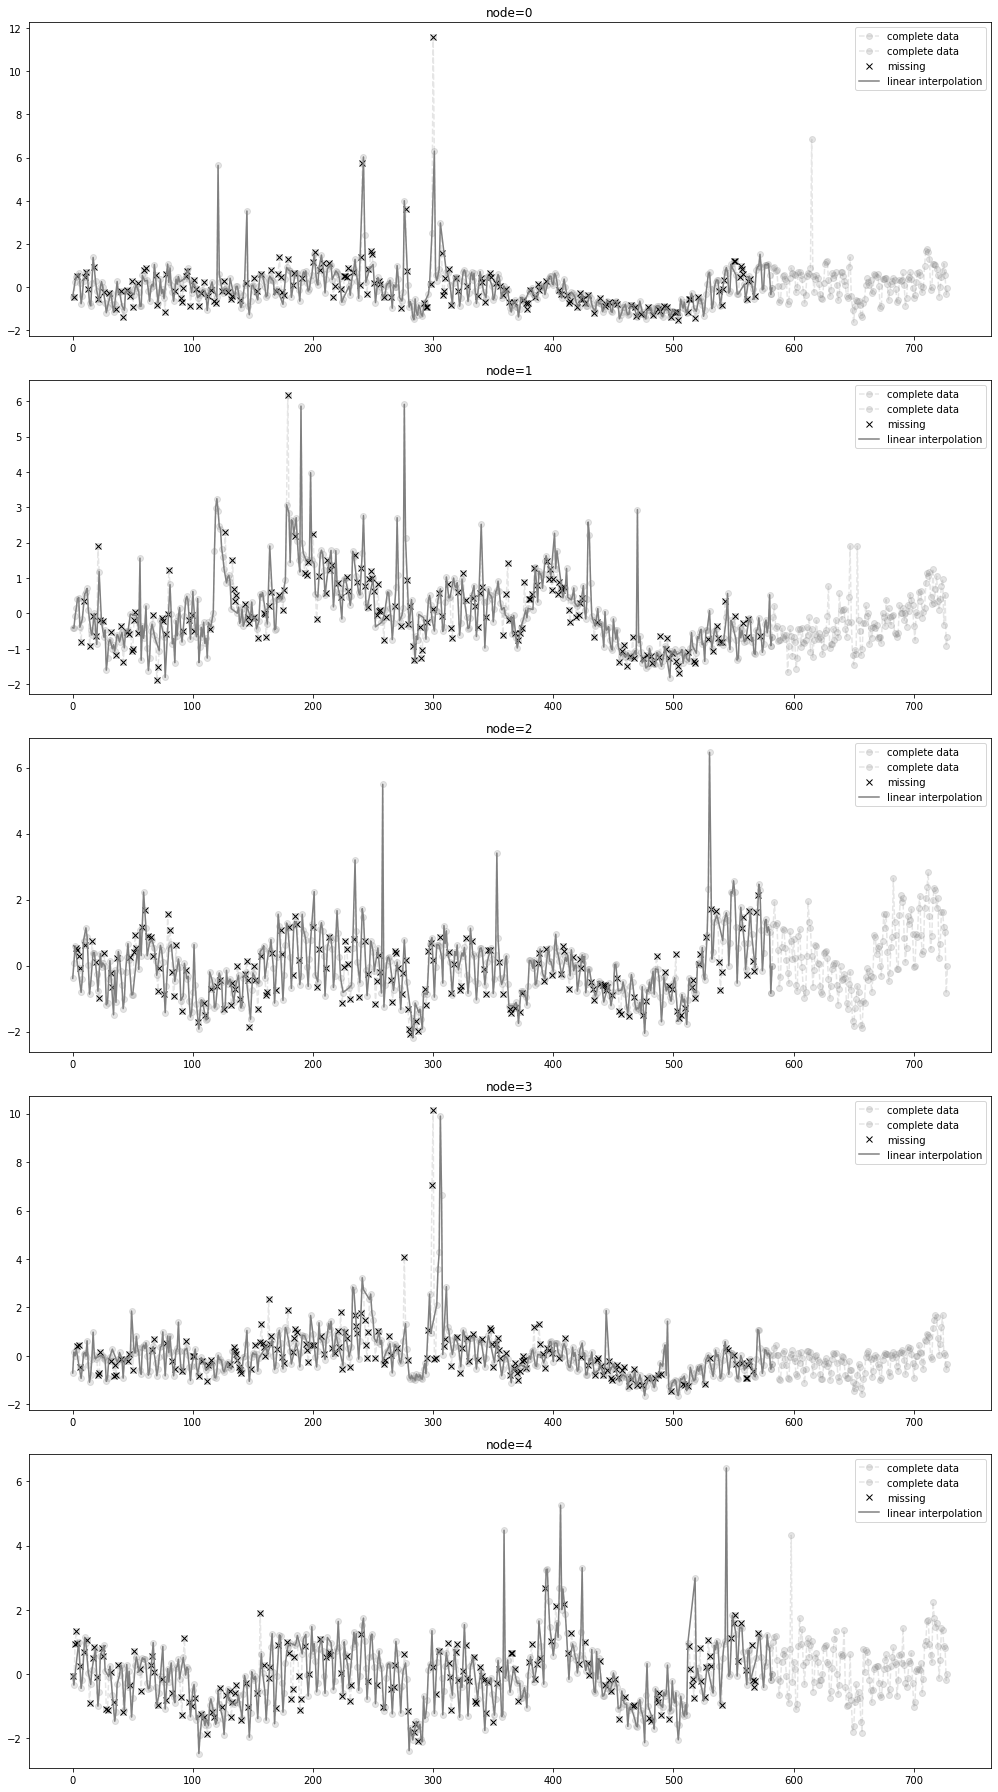 node=0
12
10
8
6
4
2
0
−2
complete data
complete data
missing
linear interpolation
0 100 200 300 400 500 600 700
node=1
6
5
4
3
2
1
0
−1
−2
complete data
complete data
missing
linear interpolation
0 100 200 300 400 500 600 700
node=2
6
4
2
0
−2
complete data
complete data
missing
linear interpolation
0 100 200 300 400 500 600 700
node=3
10
8
6
4
2
0
−2
complete data
complete data
missing
linear interpolation
0 100 200 300 400 500 600 700
node=4
6
4
2
0
−2
complete data
complete data
missing
linear interpolation
0 100 200 300 400 500 600 700